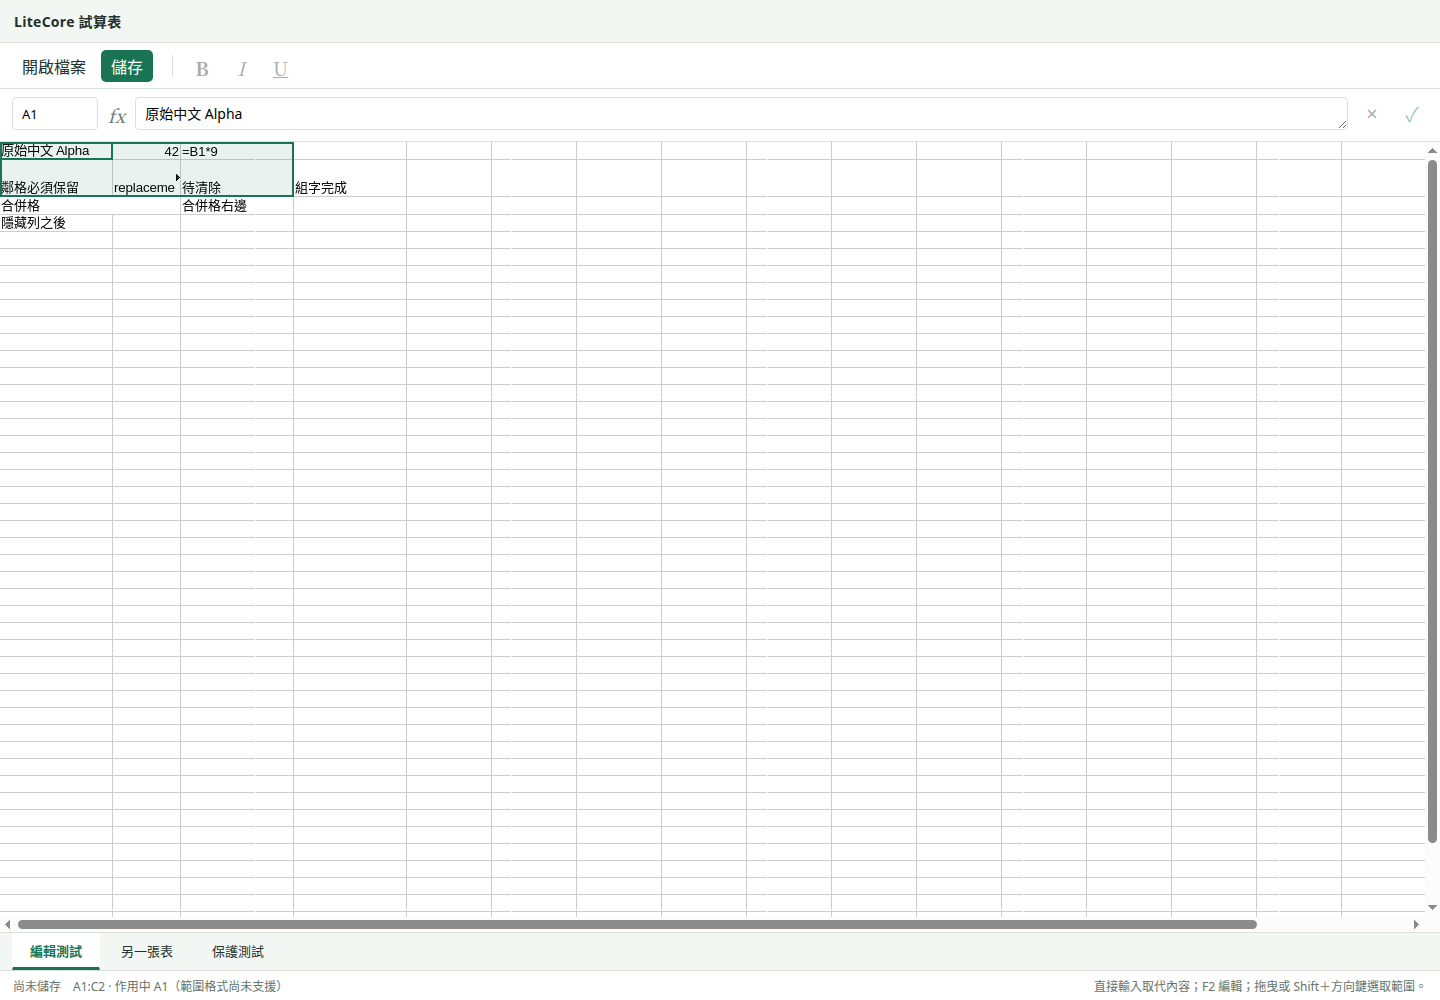 LiteCore 試算表
開啟檔案 儲存 B I U
A1 fx 原始中文 Alpha × ✓
原始中文 Alpha 42 =B1*9
鄰格必須保留 replaceme 待清除 組字完成
合併格 合併格右邊
隱藏列之後
編輯測試 另一張表 保護測試
尚未儲存 A1:C2 · 作用中 A1（範圍格式尚未支援） 直接輸入取代內容；F2 編輯；拖曳或 Shift＋方向鍵選取範圍。